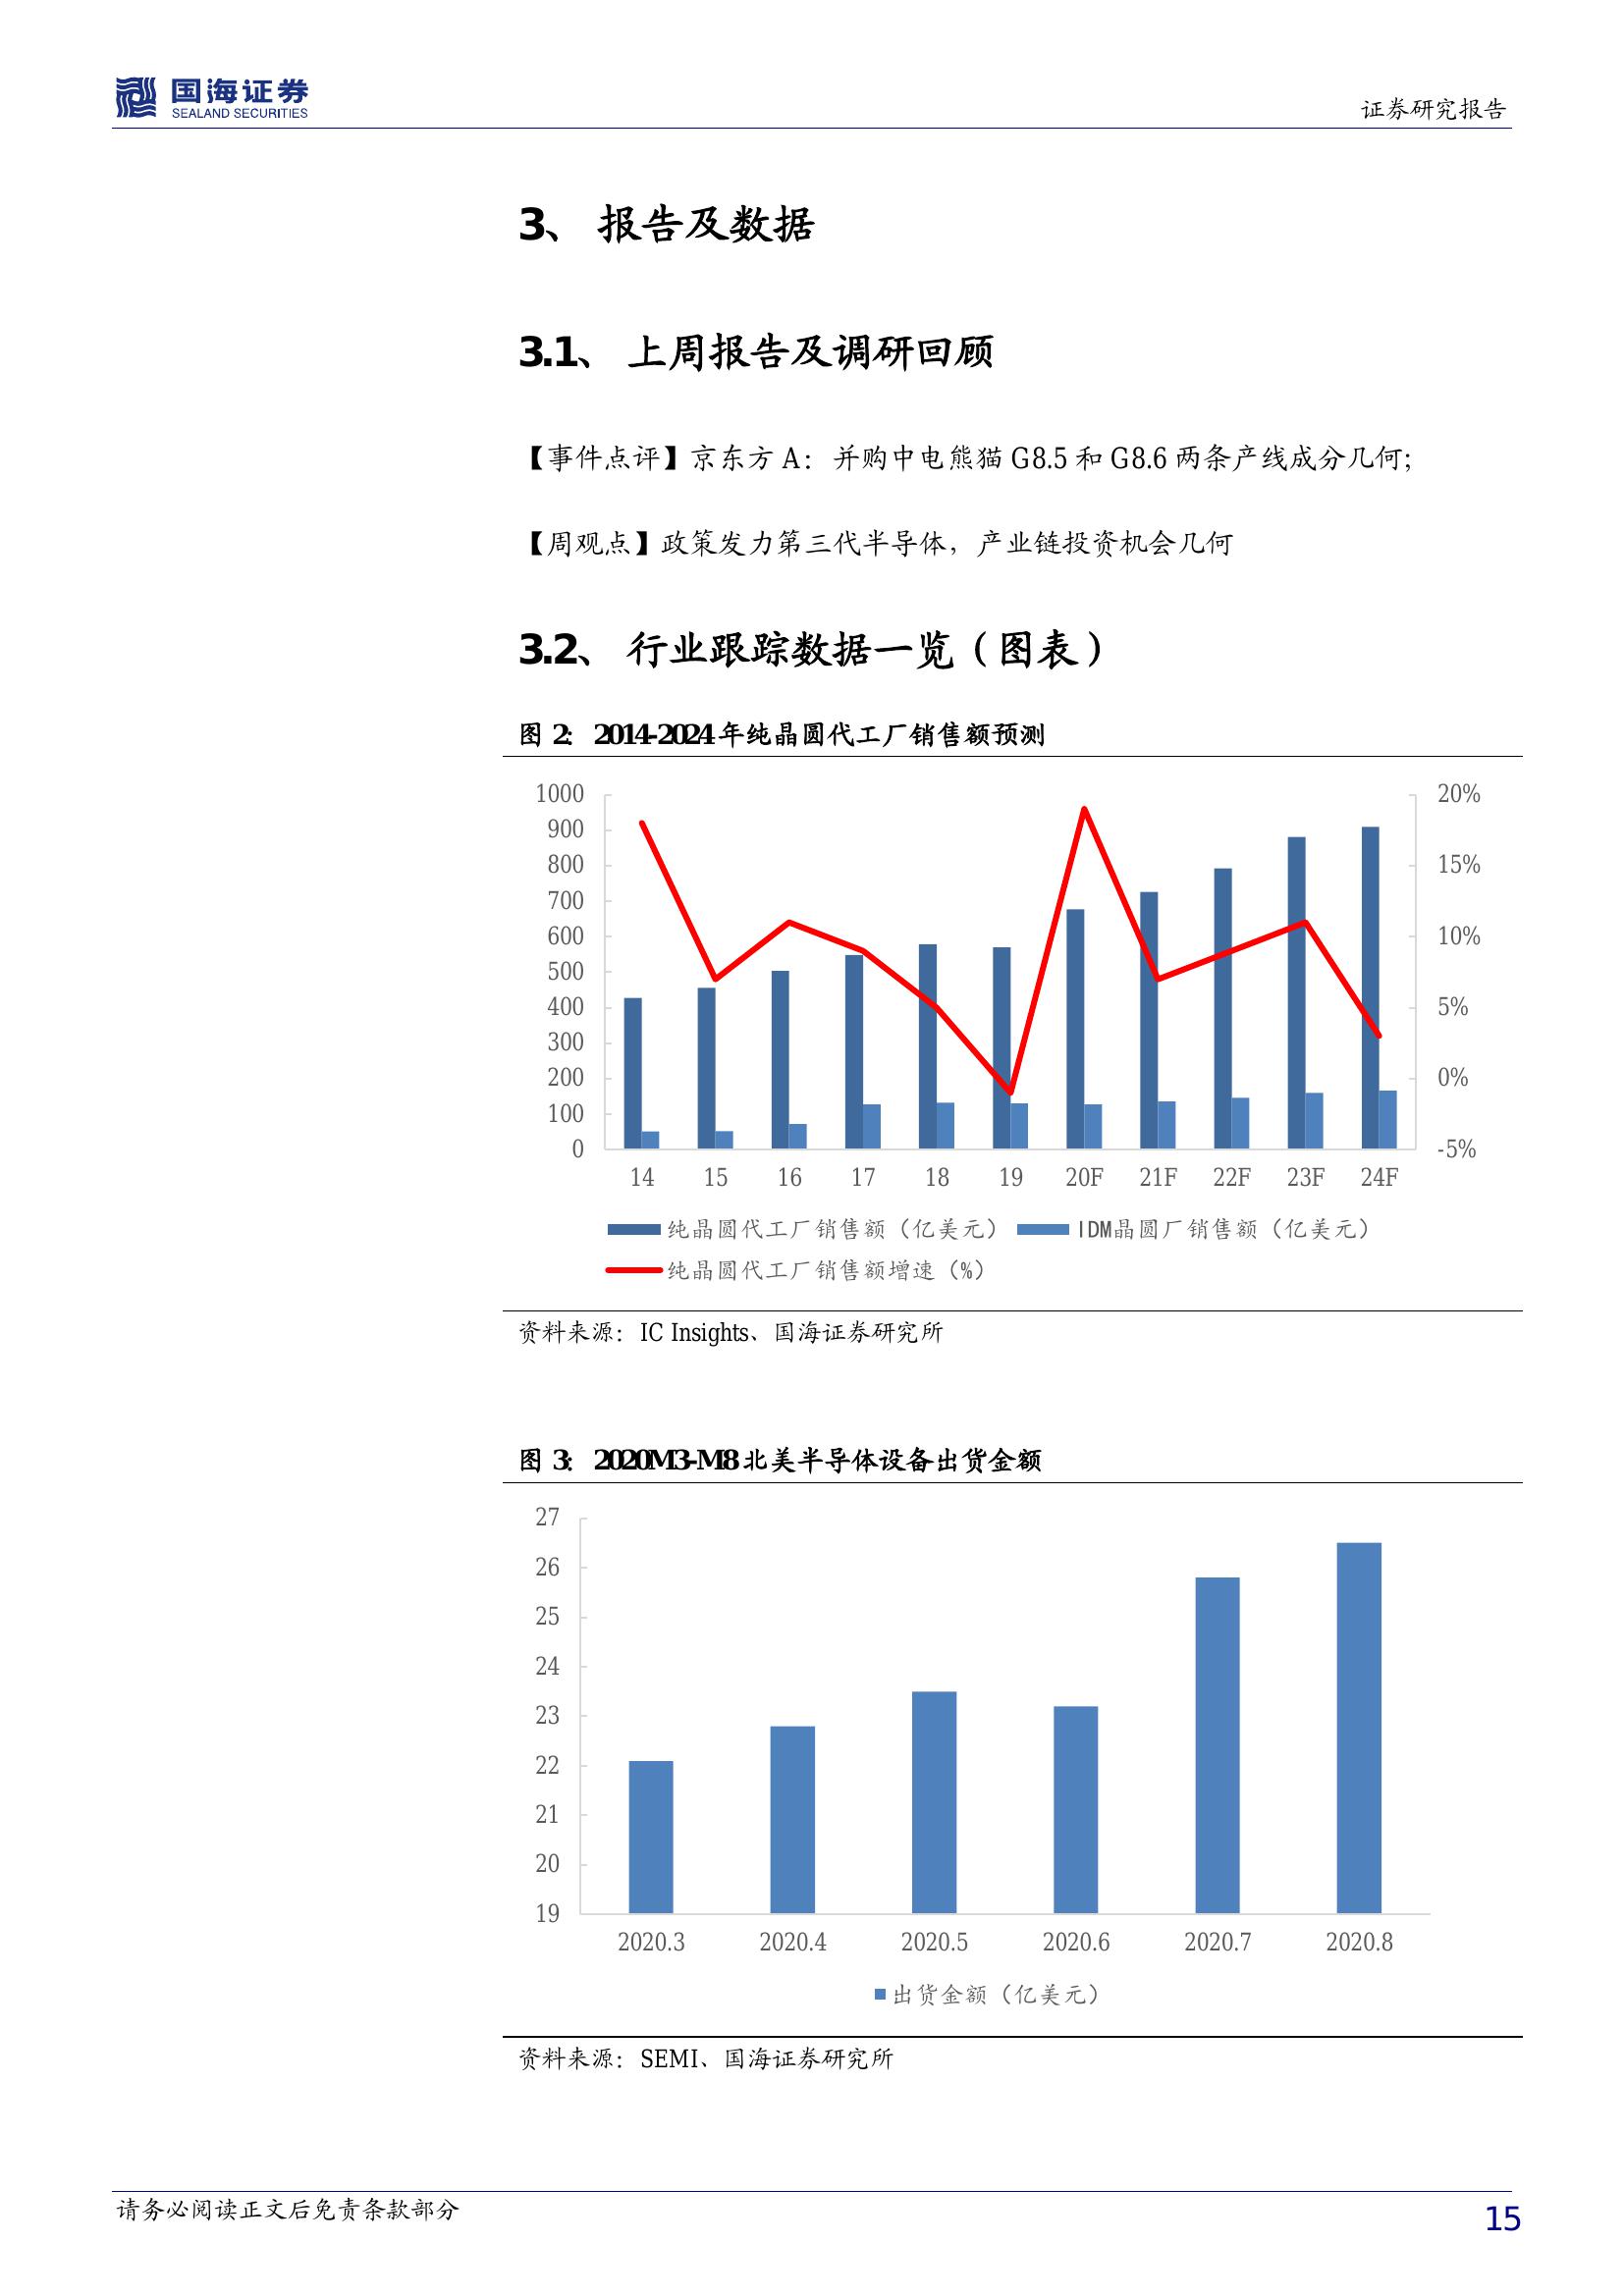 国海证券
SEALAND SECURITIES
证券研究报告
3、 报告及数据
3.1、 上周报告及调研回顾
【事件点评】京东方 A：并购中电熊猫 G8.5 和 G8.6 两条产线成分几何;
【周观点】政策发力第三代半导体，产业链投资机会几何
3.2、 行业跟踪数据一览（图表）
图 2： 2014-2024 年纯晶圆代工厂销售额预测
1000
900
800
700
600
500
400
300
200
100
0
20%
15%
10%
5%
0%
-5%
14 15 16 17 18 19 20F 21F 22F 23F 24F
纯晶圆代工厂销售额（亿美元） IDM晶圆厂销售额（亿美元）
纯晶圆代工厂销售额增速（%）
资料来源：IC Insights、国海证券研究所
图 3： 2020M3-M8 北美半导体设备出货金额
27
26
25
24
23
22
21
20
19
2020.3 2020.4 2020.5 2020.6 2020.7 2020.8
出货金额（亿美元）
资料来源：SEMI、国海证券研究所
请务必阅读正文后免责条款部分
15